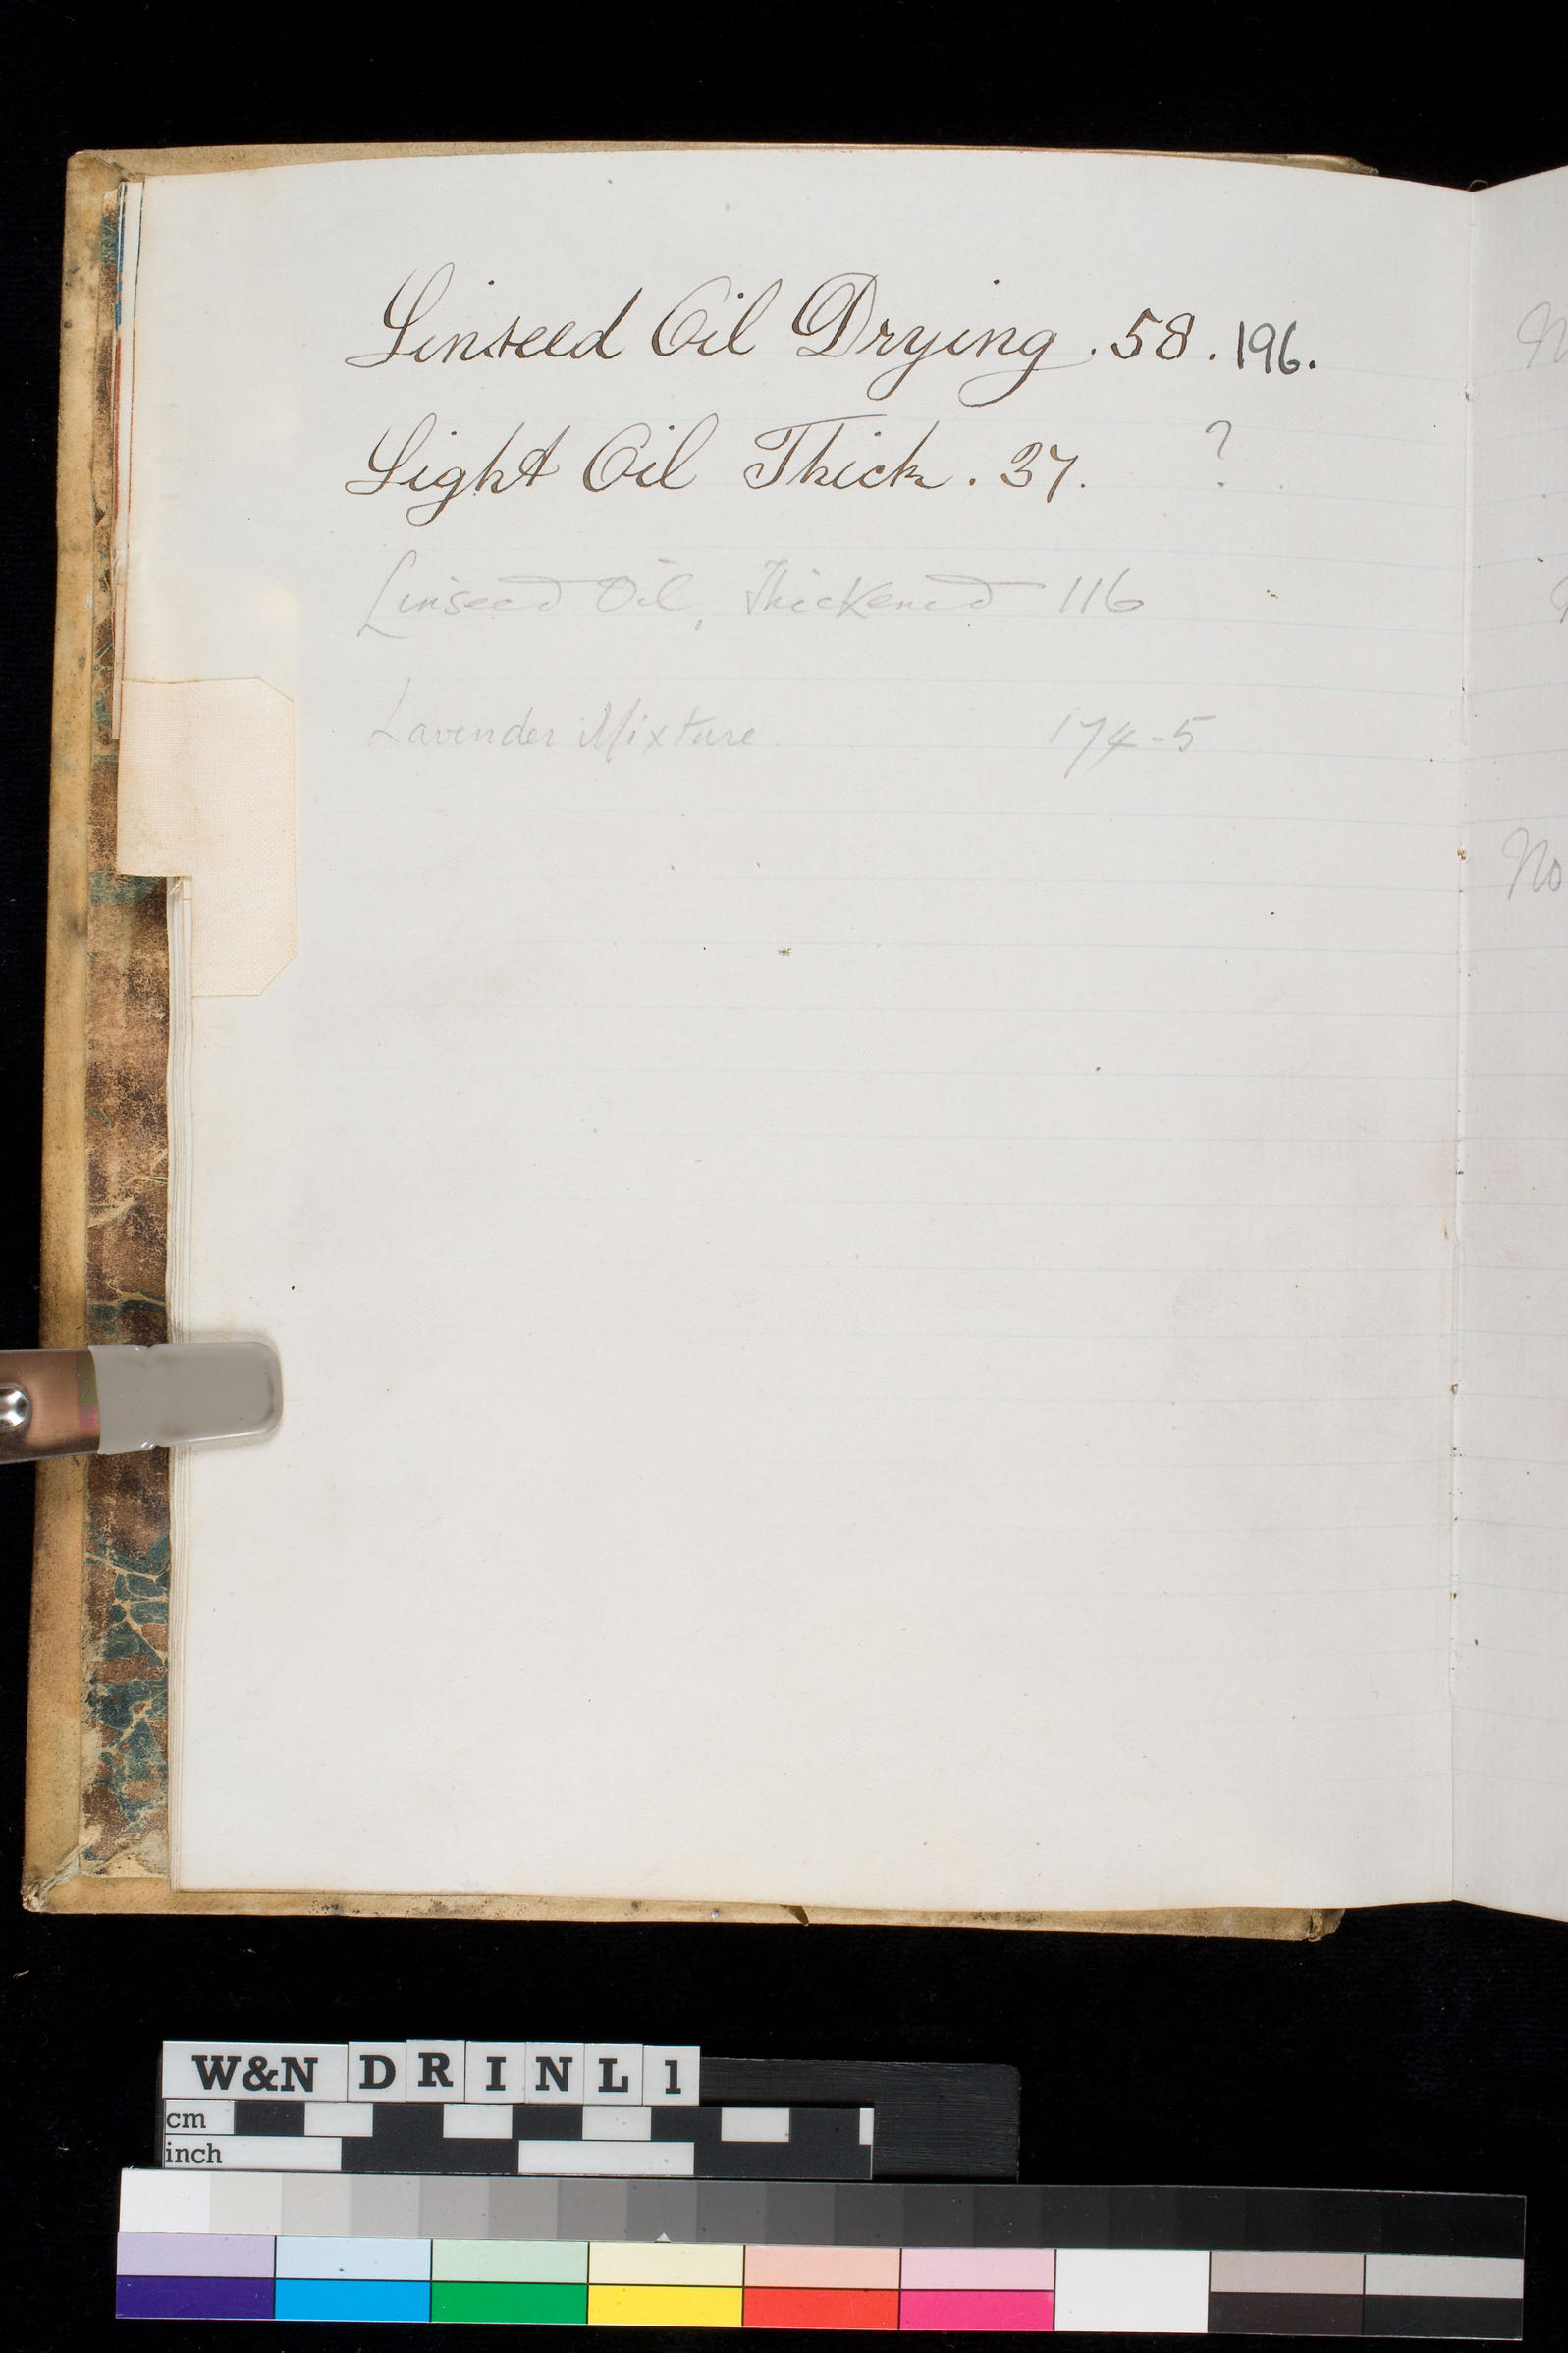 Linseed Oil Drying . 58 . 196.
Light Oil Thick . 37. ?
Linseed Oil, Thickened 116
Lavender Mixture 174-5
No
W&N DRINL1
cm
inch